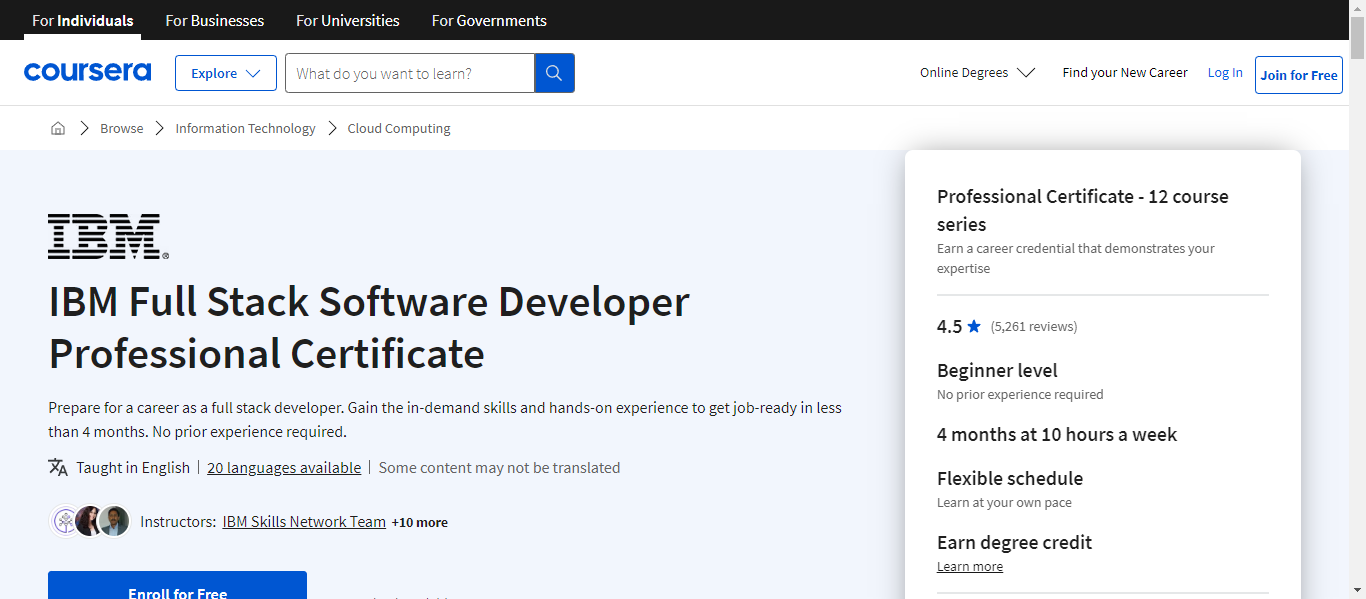 For Individuals For Businesses For Universities For Governments
coursera Explore What do you want to learn? Online Degrees Find your New Career Log In Join for Free
Browse Information Technology Cloud Computing
IBM®
IBM Full Stack Software Developer
Professional Certificate
Prepare for a career as a full stack developer. Gain the in-demand skills and hands-on experience to get job-ready in less
than 4 months. No prior experience required.
Taught in English | 20 languages available | Some content may not be translated
Instructors: IBM Skills Network Team +10 more
Enroll for Free
Professional Certificate - 12 course
series
Earn a career credential that demonstrates your
expertise
4.5 ★ (5,261 reviews)
Beginner level
No prior experience required
4 months at 10 hours a week
Flexible schedule
Learn at your own pace
Earn degree credit
Learn more